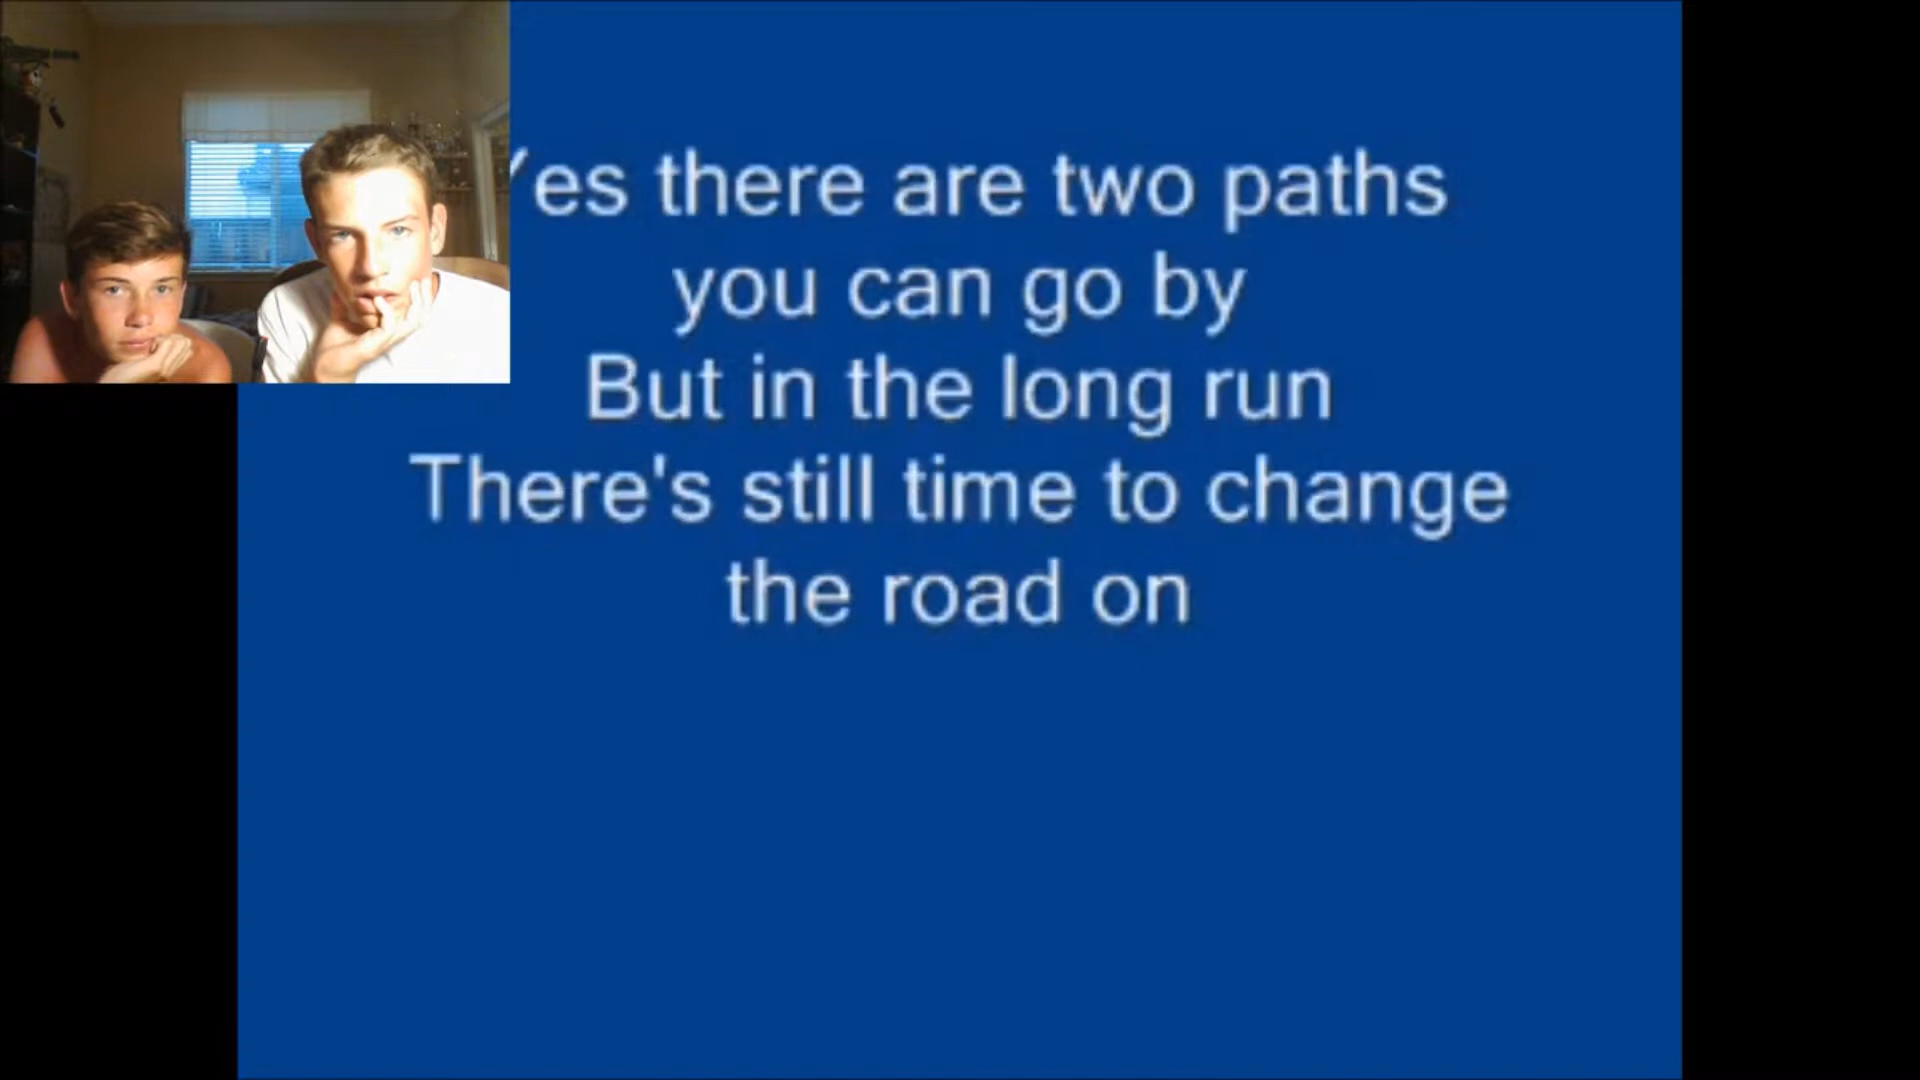 Yes there are two paths
you can go by
But in the long run
There's still time to change
the road on